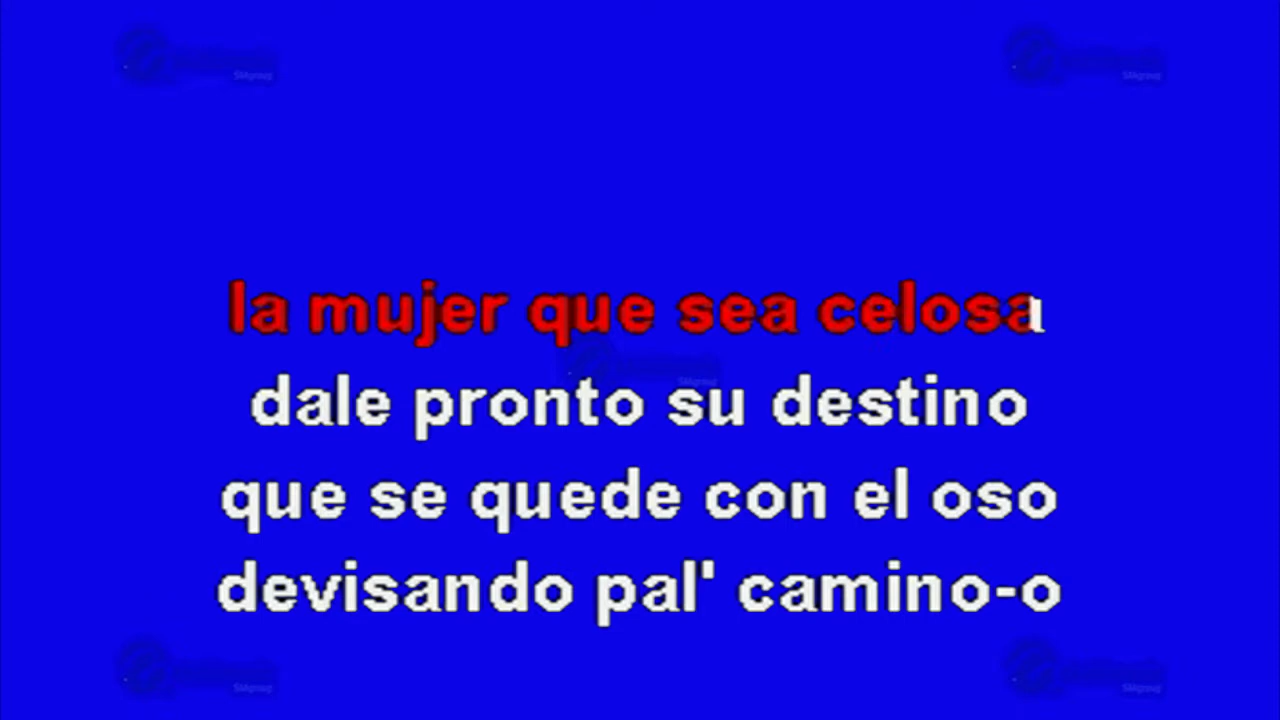 la mujer que sea celosa
dale pronto su destino
que se quede con el oso
devisando pal' camino-o